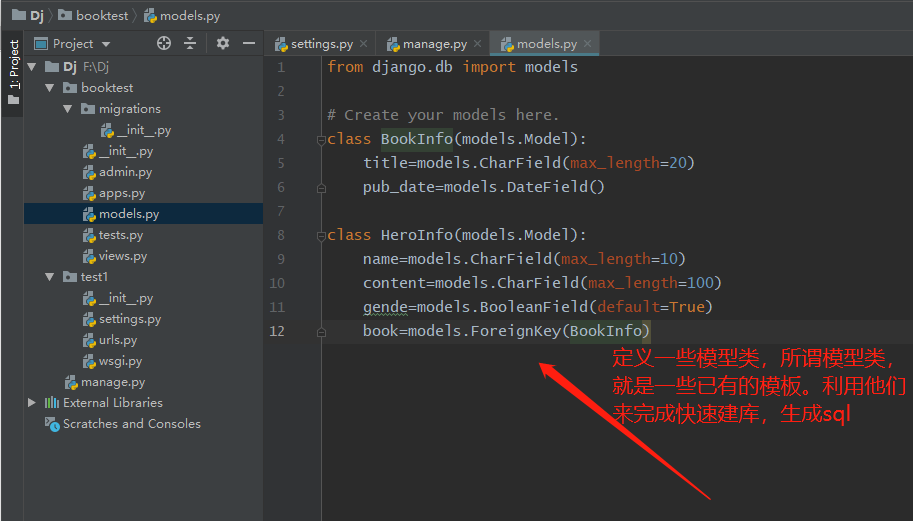 Dj booktest models.py
1: Project
Project
settings.py manage.py models.py
Dj F:\Dj
booktest
migrations
__init__.py
__init__.py
admin.py
apps.py
models.py
tests.py
views.py
test1
__init__.py
settings.py
urls.py
wsgi.py
manage.py
External Libraries
Scratches and Consoles
1 from django.db import models
2
3 # Create your models here.
4 class BookInfo(models.Model):
5 title=models.CharField(max_length=20)
6 pub_date=models.DateField()
7
8 class HeroInfo(models.Model):
9 name=models.CharField(max_length=10)
10 content=models.CharField(max_length=100)
11 gende=models.BooleanField(default=True)
12 book=models.ForeignKey(BookInfo)
定义一些模型类，所谓模型类，
就是一些已有的模板。利用他们
来完成快速建库，生成sql